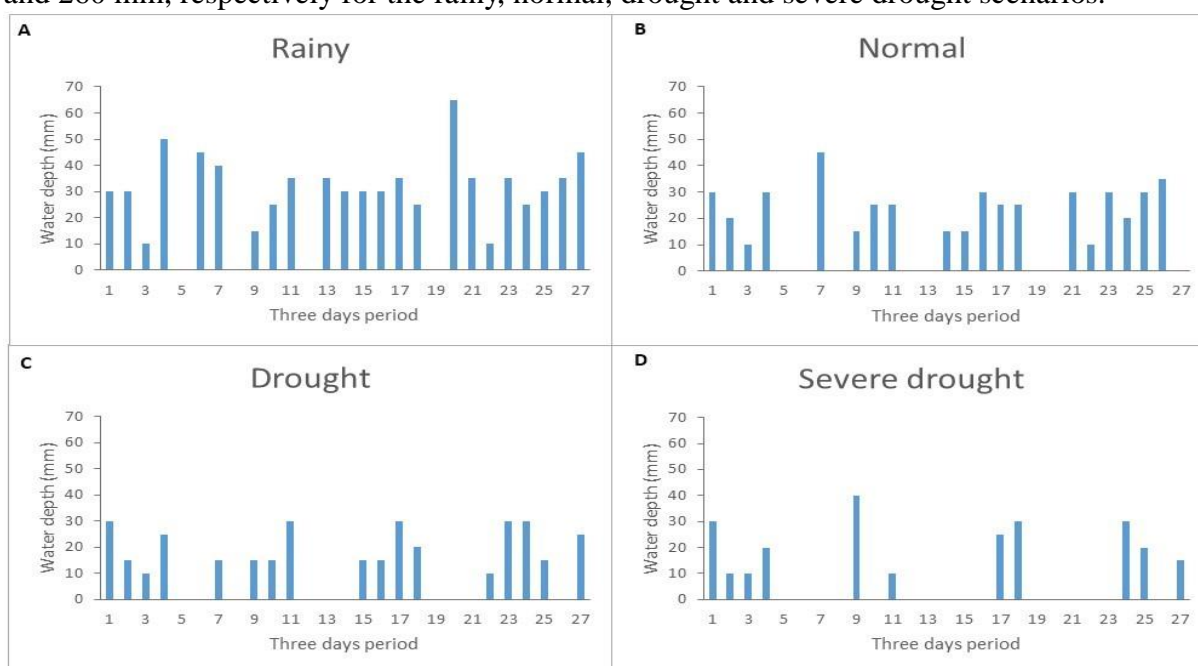 and 260 mm, respectively for the rainy, normal, drought and severe drought scenarios.
A
Rainy
70
60
50
40
30
20
10
0
Water depth (mm)
1 3 5 7 9 11 13 15 17 19 21 23 25 27
Three days period
B
Normal
70
60
50
40
30
20
10
0
Water depth (mm)
1 3 5 7 9 11 13 15 17 19 21 23 25 27
Three days period
C
Drought
70
60
50
40
30
20
10
0
Water depth (mm)
1 3 5 7 9 11 13 15 17 19 21 23 25 27
Three days period
D
Severe drought
70
60
50
40
30
20
10
0
Water depth (mm)
1 3 5 7 9 11 13 15 17 19 21 23 25 27
Three days period